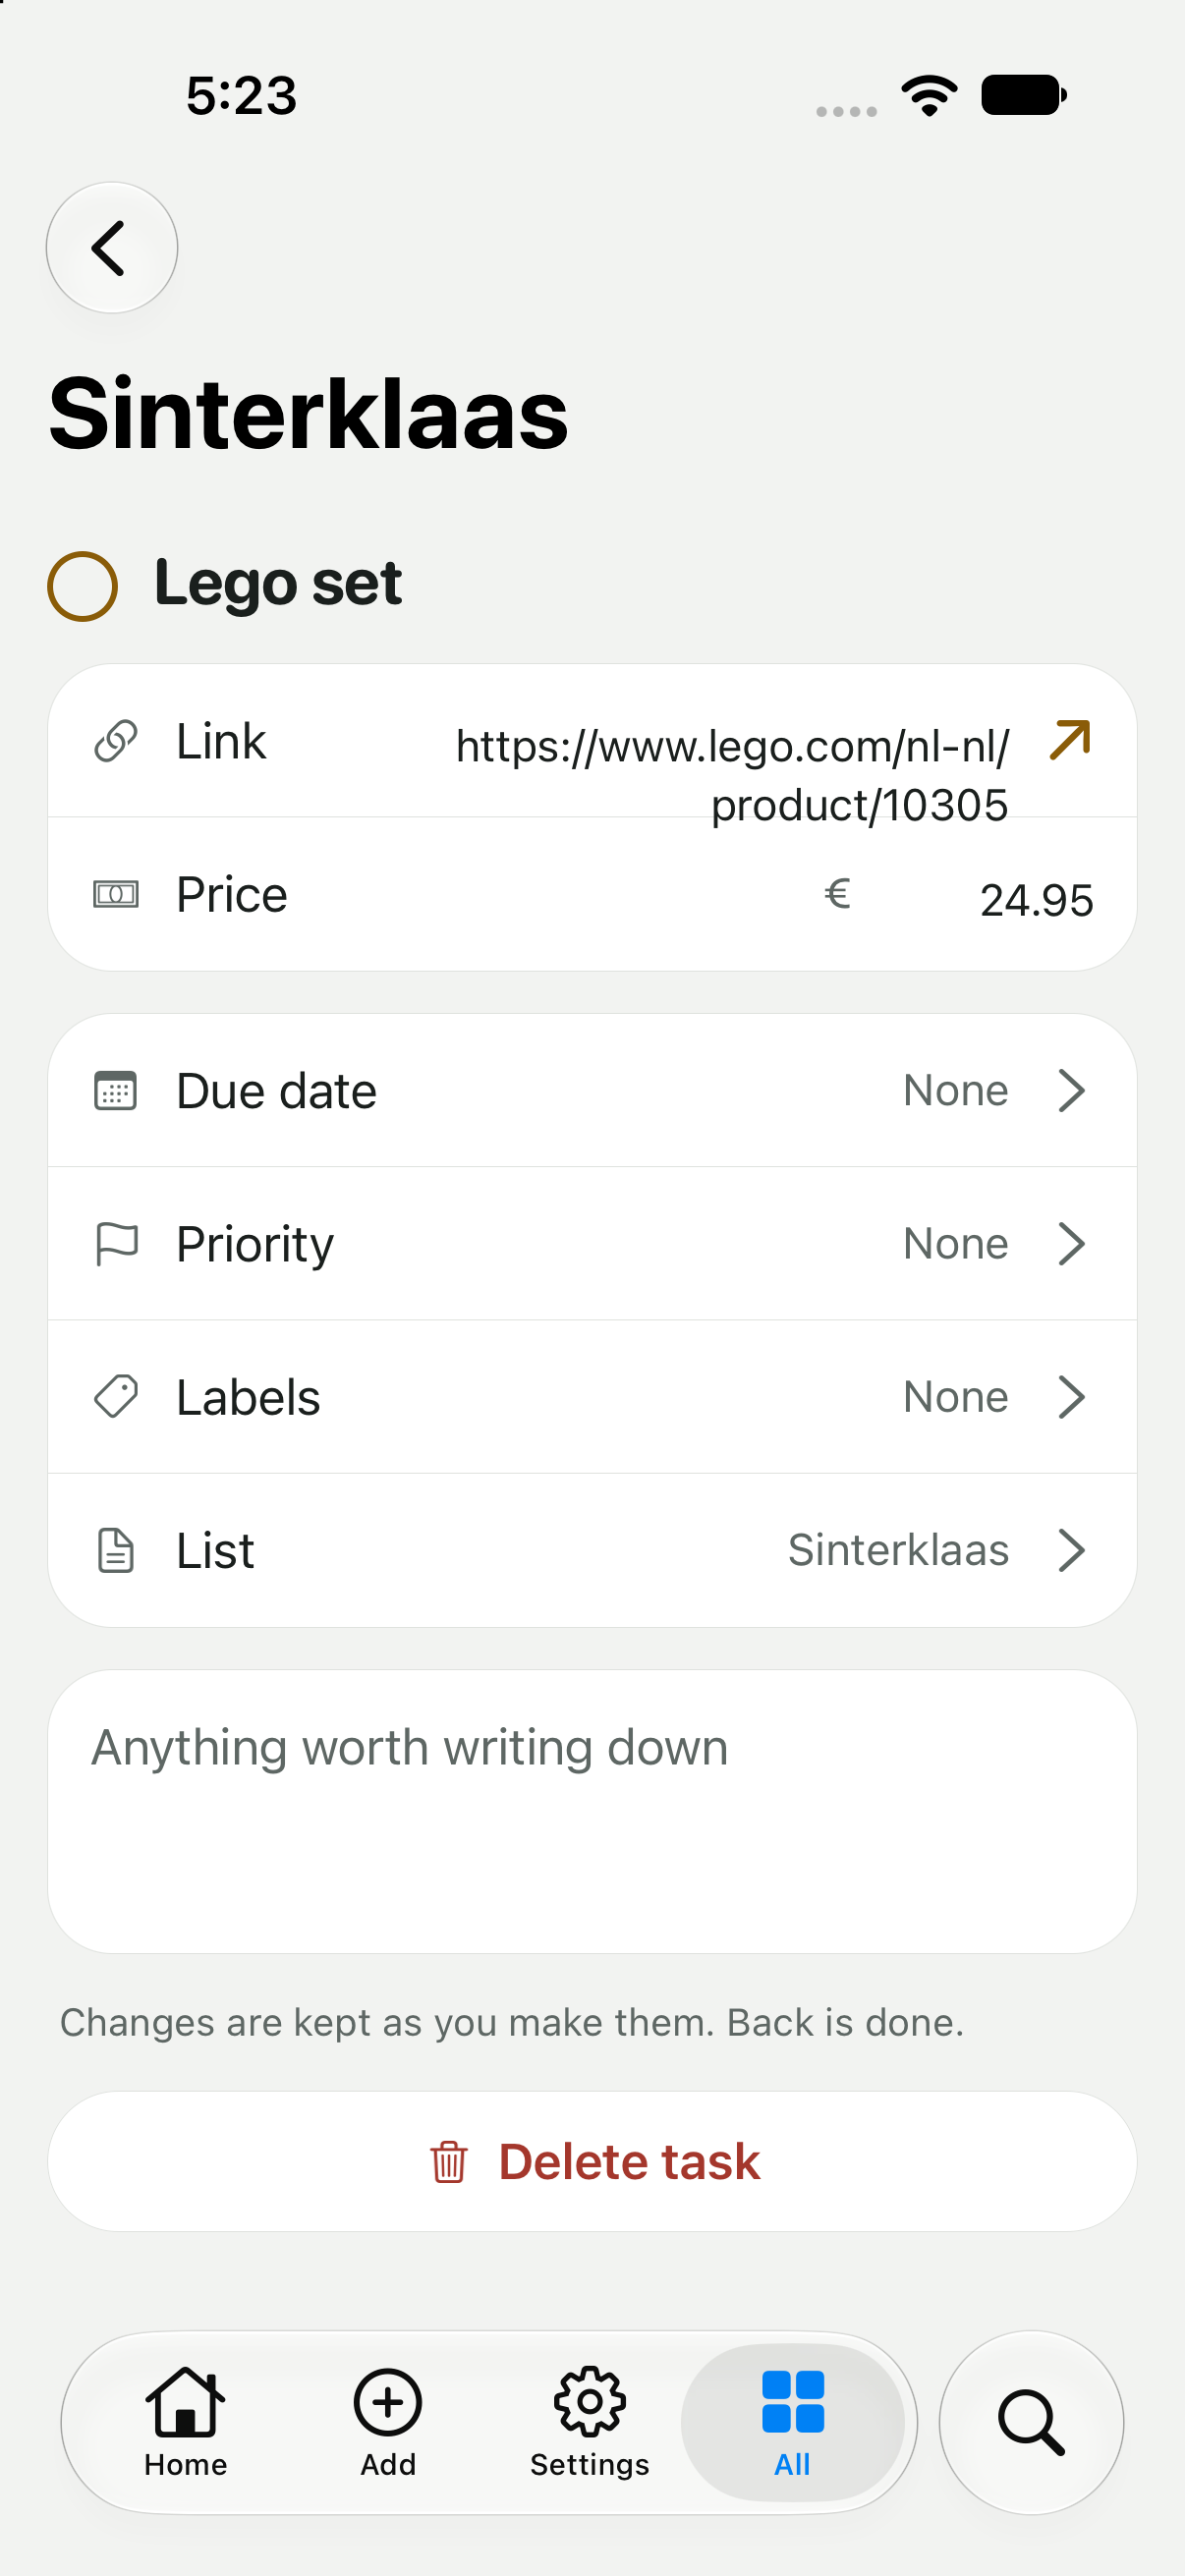 5:23
Sinterklaas
Lego set
Link
https://www.lego.com/nl-nl/
product/10305
Price € 24.95
Due date None
Priority None
Labels None
List Sinterklaas
Anything worth writing down
Changes are kept as you make them. Back is done.
Delete task
Home Add Settings All